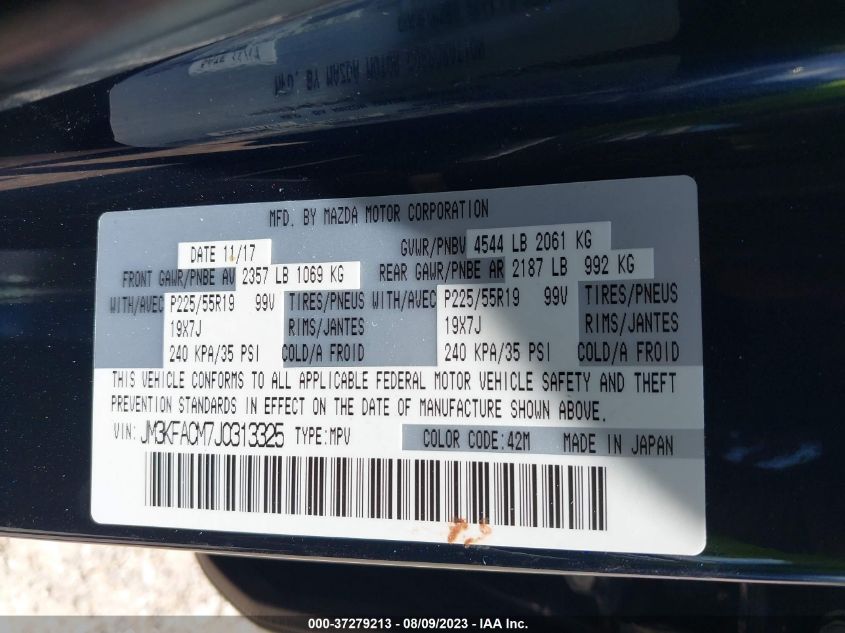 MFD. BY MAZDA MOTOR CORPORATION
DATE 11/17 GVWR/PNBV 4544 LB 2061 KG
FRONT GAWR/PNBE AV 2357 LB 1069 KG REAR GAWR/PNBE AR 2187 LB 992 KG
WITH/AVEC P225/55R19 99V TIRES/PNEUS WITH/AVEC P225/55R19 99V TIRES/PNEUS
19X7J RIMS/JANTES 19X7J RIMS/JANTES
240 KPA/35 PSI COLD/A FROID 240 KPA/35 PSI COLD/A FROID
THIS VEHICLE CONFORMS TO ALL APPLICABLE FEDERAL MOTOR VEHICLE SAFETY AND THEFT
PREVENTION STANDARDS IN EFFECT ON THE DATE OF MANUFACTURE SHOWN ABOVE.
VIN: JM3KFACM7J0313325 TYPE:MPV COLOR CODE:42M MADE IN JAPAN
000-37279213 - 08/09/2023 - IAA Inc.